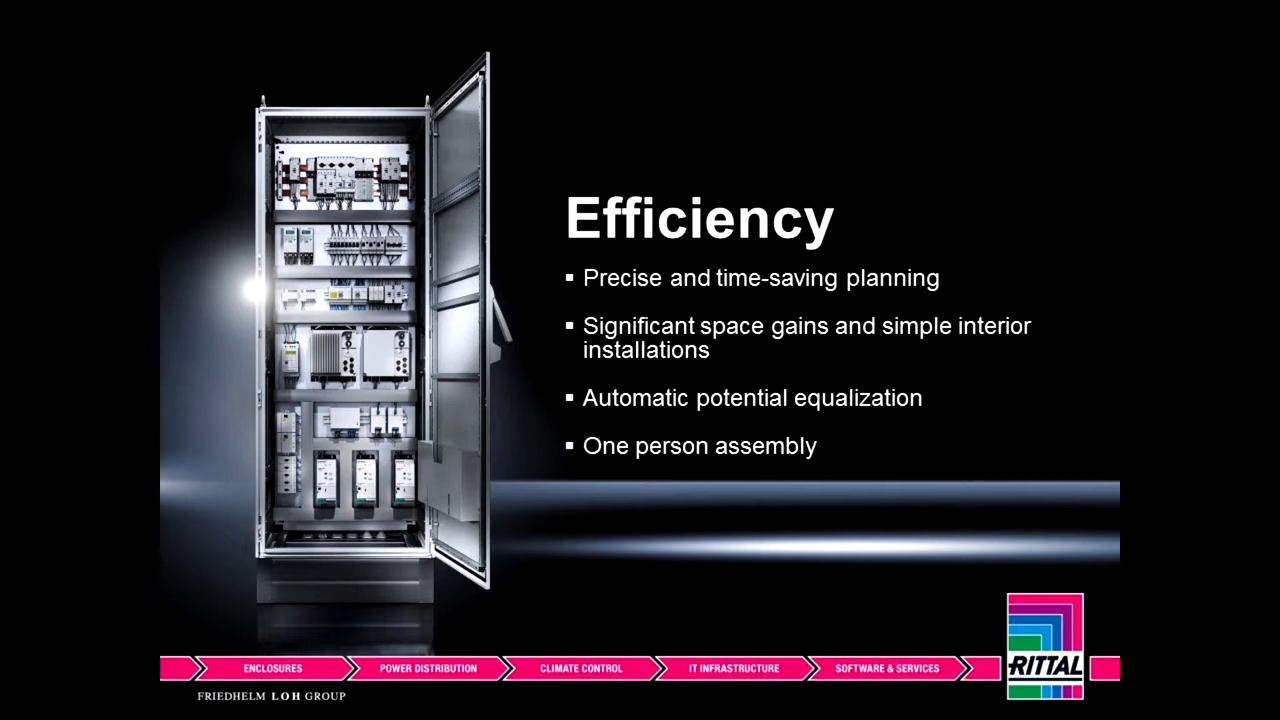 Efficiency
▪ Precise and time-saving planning
▪ Significant space gains and simple interior
installations
▪ Automatic potential equalization
▪ One person assembly
ENCLOSURES
POWER DISTRIBUTION
CLIMATE CONTROL
IT INFRASTRUCTURE
SOFTWARE & SERVICES
RITTAL
FRIEDHELM LOH GROUP